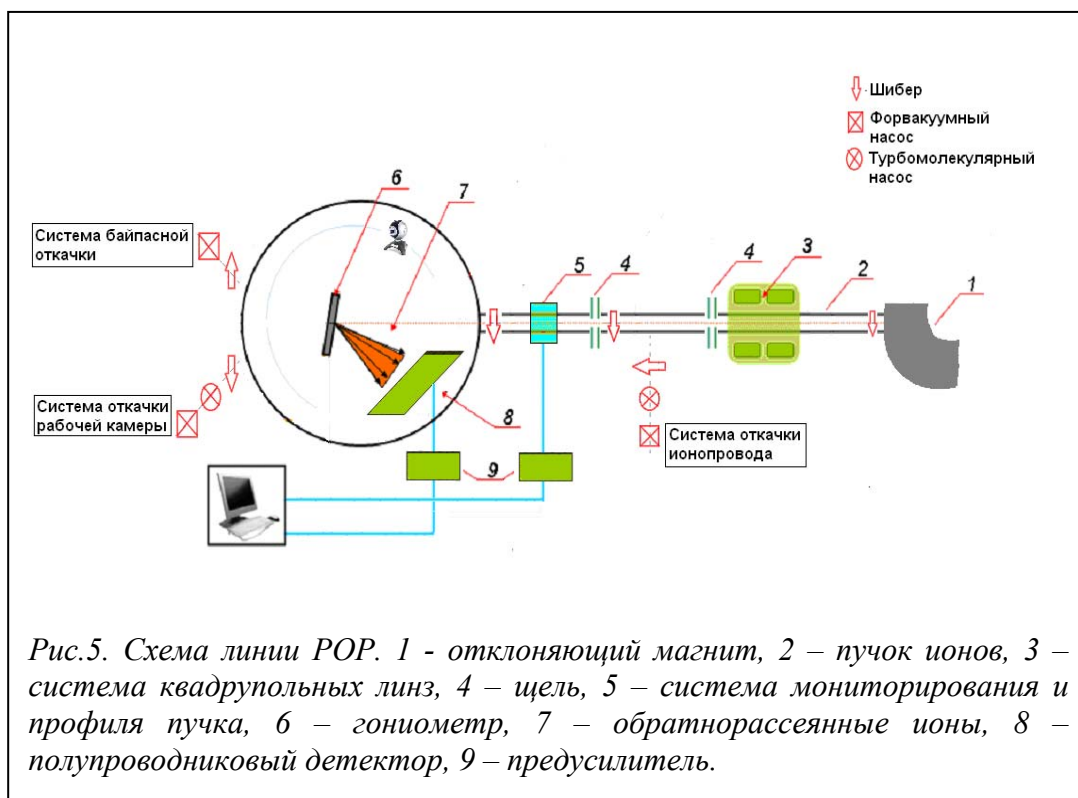 Шибер
Форвакуумный
насос
Турбомолекулярный
насос
6
7
Система байпасной
откачки
5
4
4
3
2
1
Система откачки
рабочей камеры
8
Система откачки
ионопровода
9
Рис.5. Схема линии РОР. 1 - отклоняющий магнит, 2 – пучок ионов, 3 –
система квадрупольных линз, 4 – щель, 5 – система мониторирования и
профиля пучка, 6 – гониометр, 7 – обратнорассеянные ионы, 8 –
полупроводниковый детектор, 9 – предусилитель.